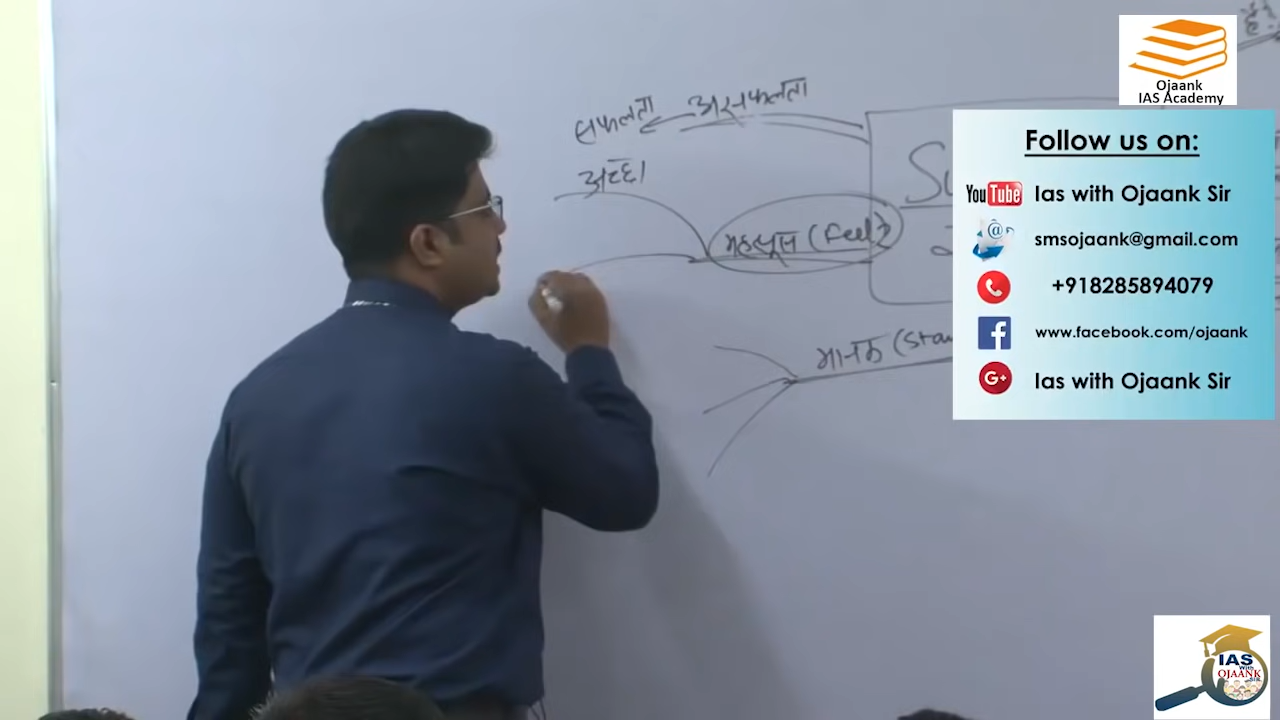 है?
Ojaank
IAS Academy
सफलता ← असफलता
अच्छा
महसूस (Feel)
मानक (Stan
Follow us on:
YouTube Ias with Ojaank Sir
smsojaank@gmail.com
+918285894079
www.facebook.com/ojaank
G+ Ias with Ojaank Sir
IAS
With
OJAANK